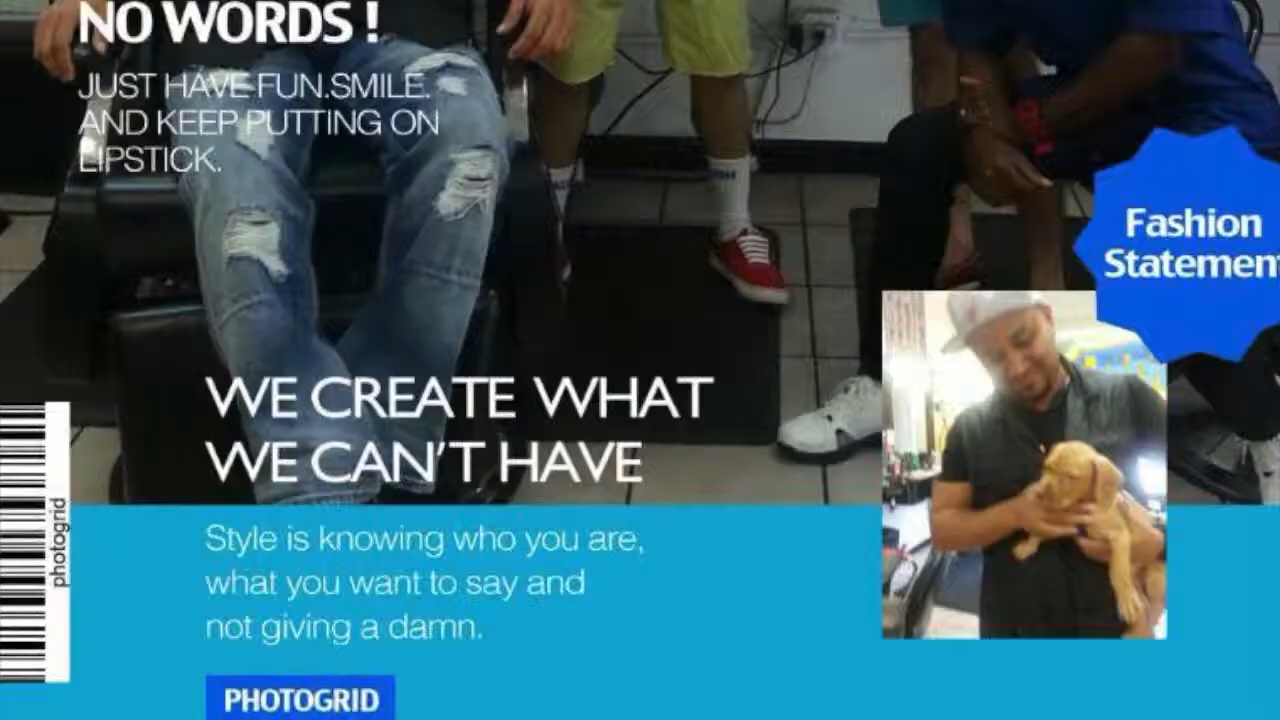 NO WORDS !
JUST HAVE FUN.SMILE.
AND KEEP PUTTING ON
LIPSTICK.
Fashion
Statement
WE CREATE WHAT
WE CAN'T HAVE
photogrid
Style is knowing who you are,
what you want to say and
not giving a damn.
PHOTOGRID